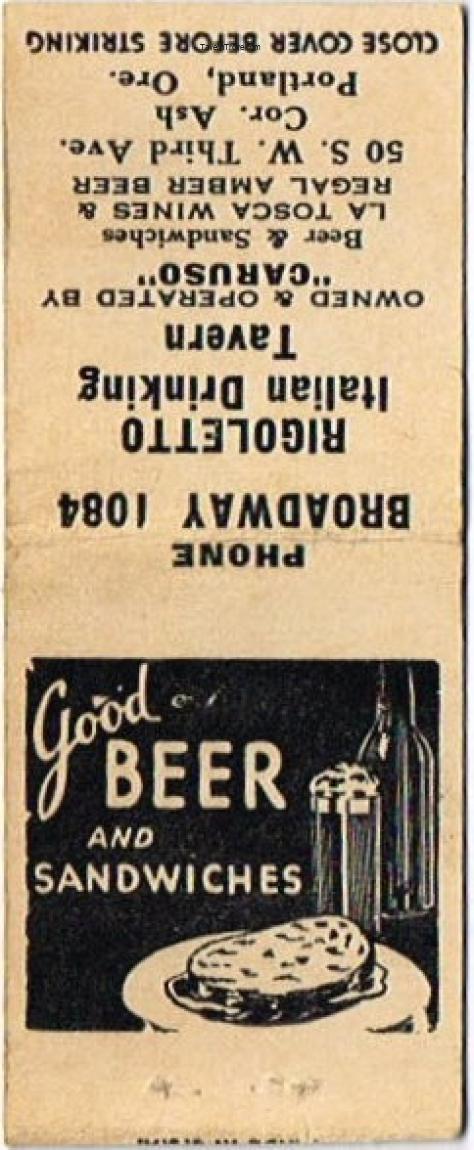 PHONE
BROADWAY 1084
RIGOLETTO
Italian Drinking
Tavern
OWNED & OPERATED BY
"CARUSO"
Beer & Sandwiches
LA TOSCA WINES &
REGAL AMBER BEER
50 S. W. Third Ave.
Cor. Ash
Portland, Ore.
CLOSE COVER BEFORE STRIKING
Good
BEER
AND
SANDWICHES